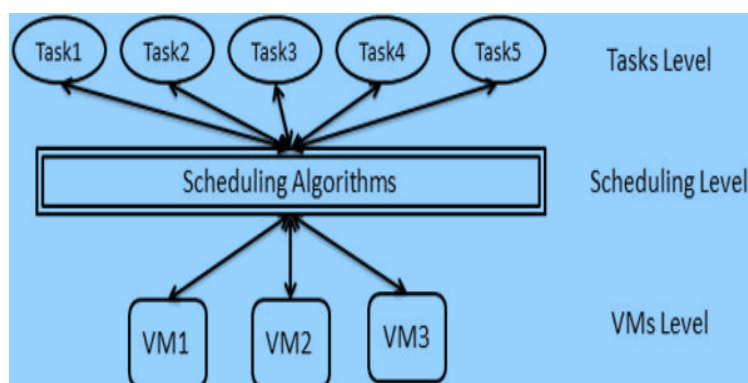 Task1 Task2 Task3 Task4 Task5 Tasks Level
Scheduling Algorithms Scheduling Level
VM1 VM2 VM3 VMs Level